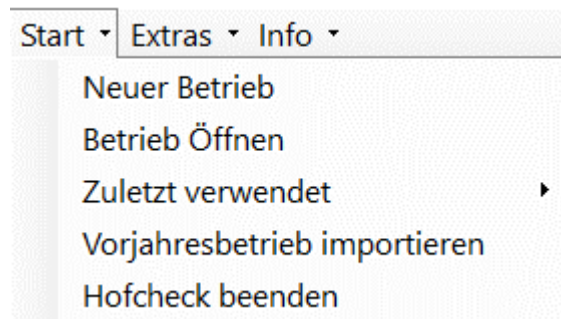 Start Extras Info
Neuer Betrieb
Betrieb Öffnen
Zuletzt verwendet
Vorjahresbetrieb importieren
Hofcheck beenden